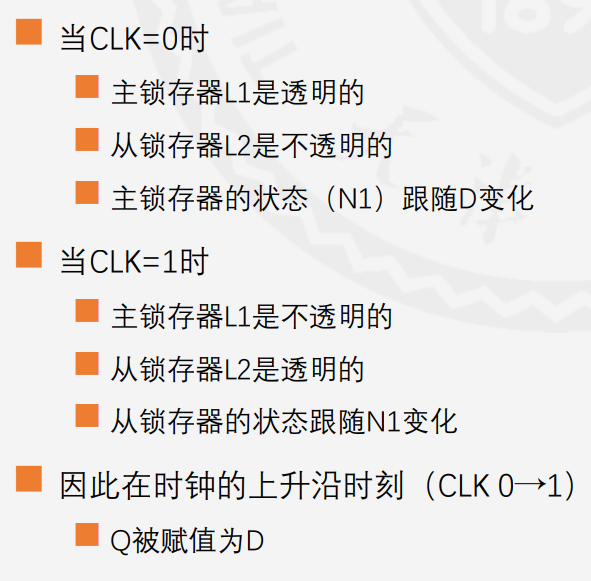 当CLK=0时
主锁存器L1是透明的
从锁存器L2是不透明的
主锁存器的状态（N1）跟随D变化
当CLK=1时
主锁存器L1是不透明的
从锁存器L2是透明的
从锁存器的状态跟随N1变化
因此在时钟的上升沿时刻（CLK 0→1）
Q被赋值为D